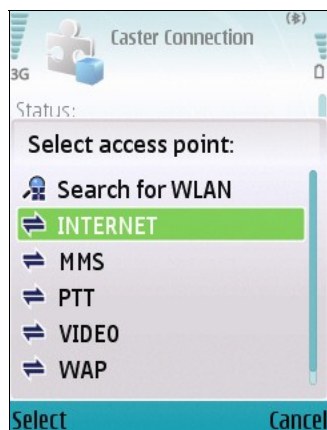 Caster Connection
3G
Status:
Select access point:
Search for WLAN
INTERNET
MMS
PTT
VIDEO
WAP
Select Cancel